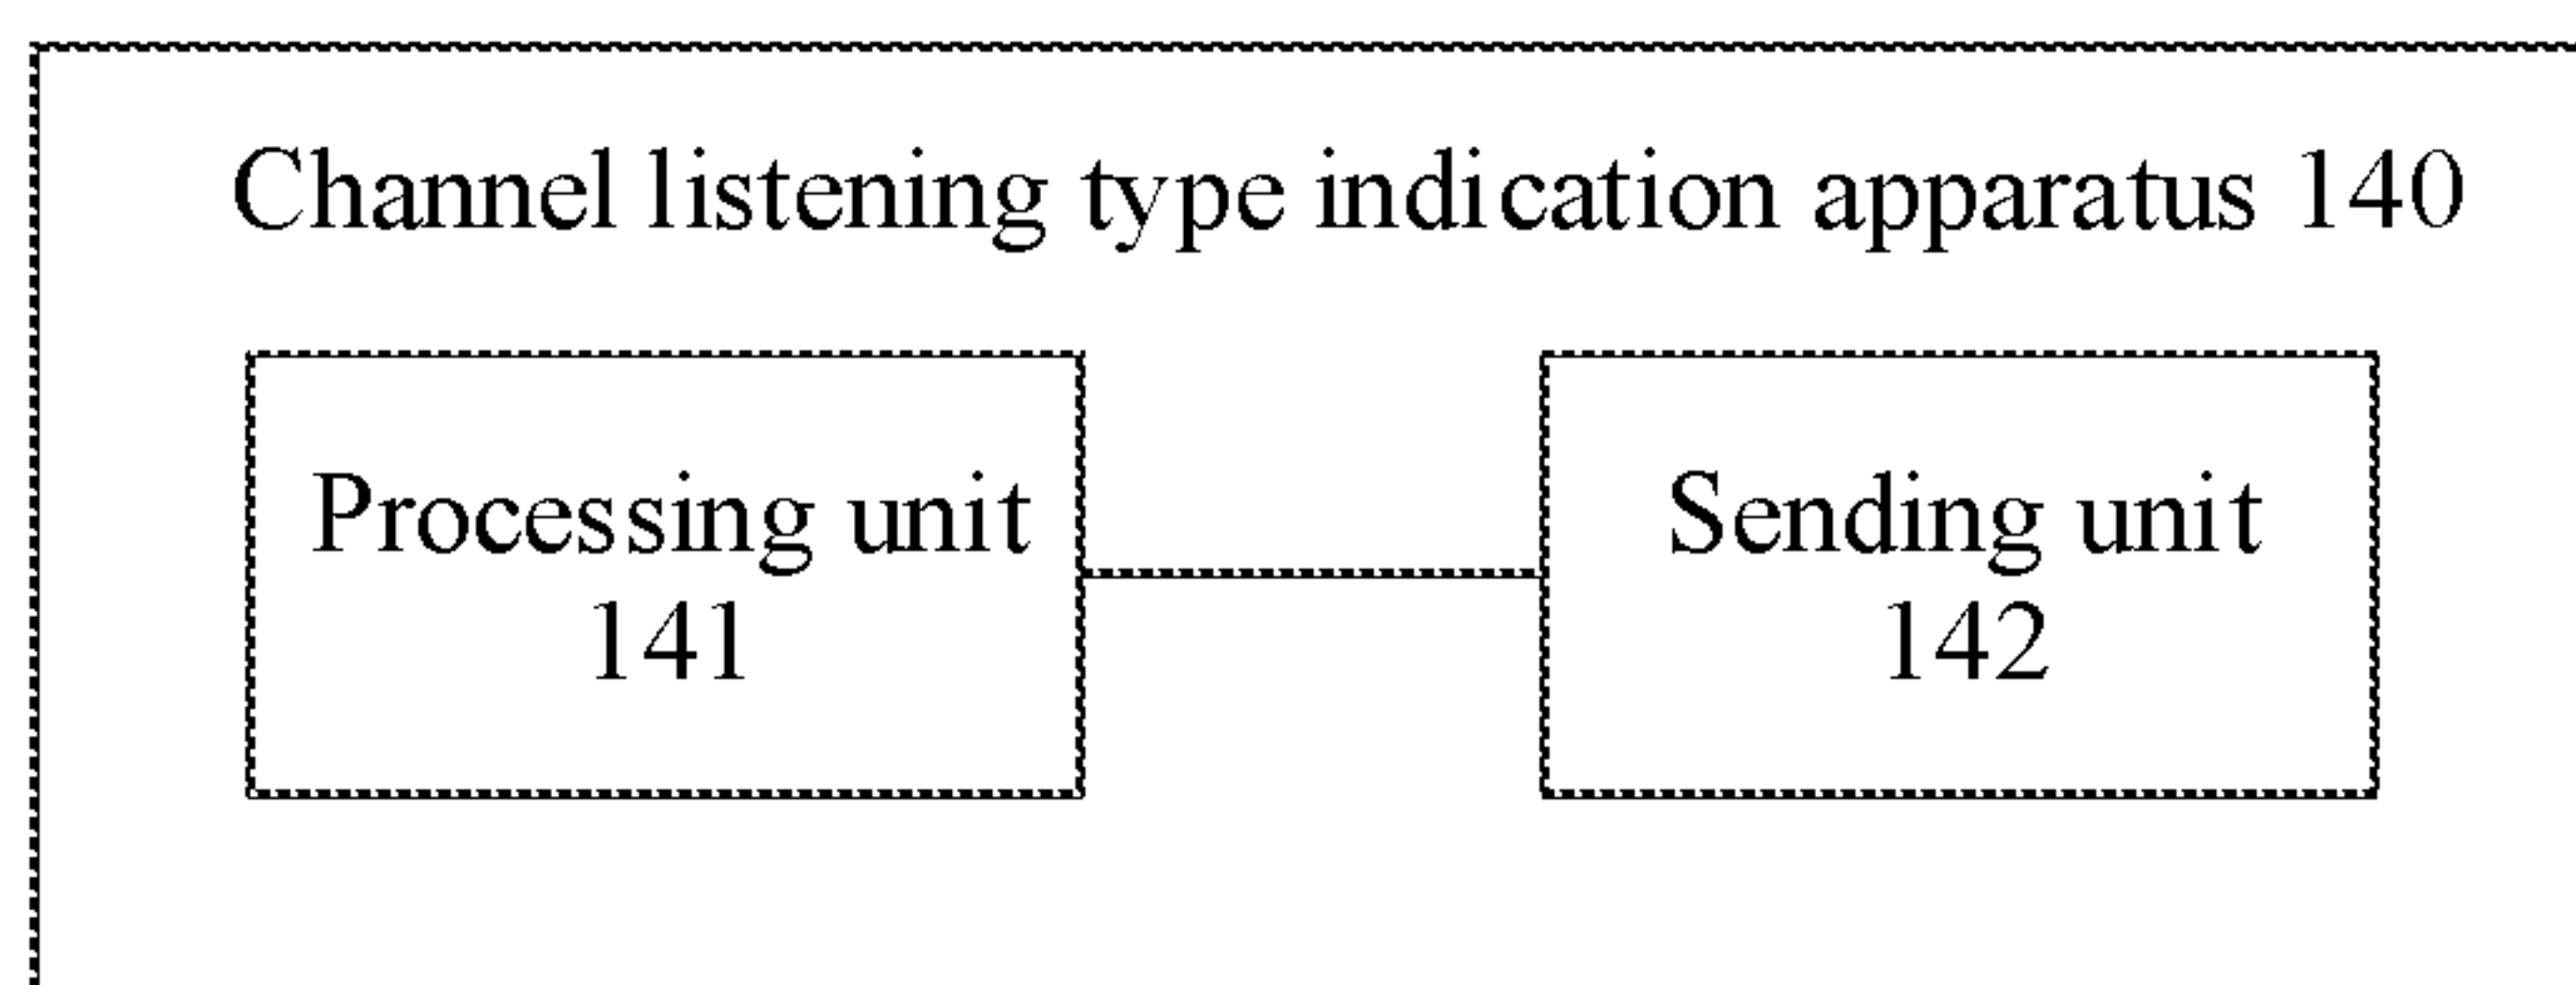 Channel listening type indication apparatus 140
Processing unit
141
Sending unit
142